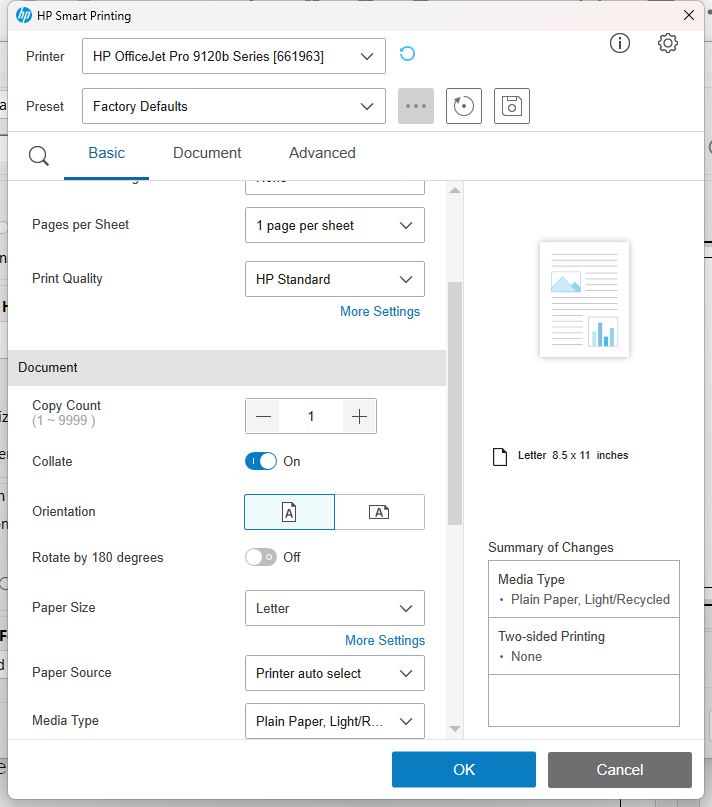 hp HP Smart Printing
Printer HP OfficeJet Pro 9120b Series [661963]
Preset Factory Defaults
Basic Document Advanced
Pages per Sheet 1 page per sheet
Print Quality HP Standard
More Settings
Document
Copy Count 1
(1 ~ 9999 )
Collate On
Orientation A A
Rotate by 180 degrees Off
Paper Size Letter
More Settings
Paper Source Printer auto select
Media Type Plain Paper, Light/R...
Letter 8.5 x 11 inches
Summary of Changes
Media Type
• Plain Paper, Light/Recycled
Two-sided Printing
• None
OK Cancel